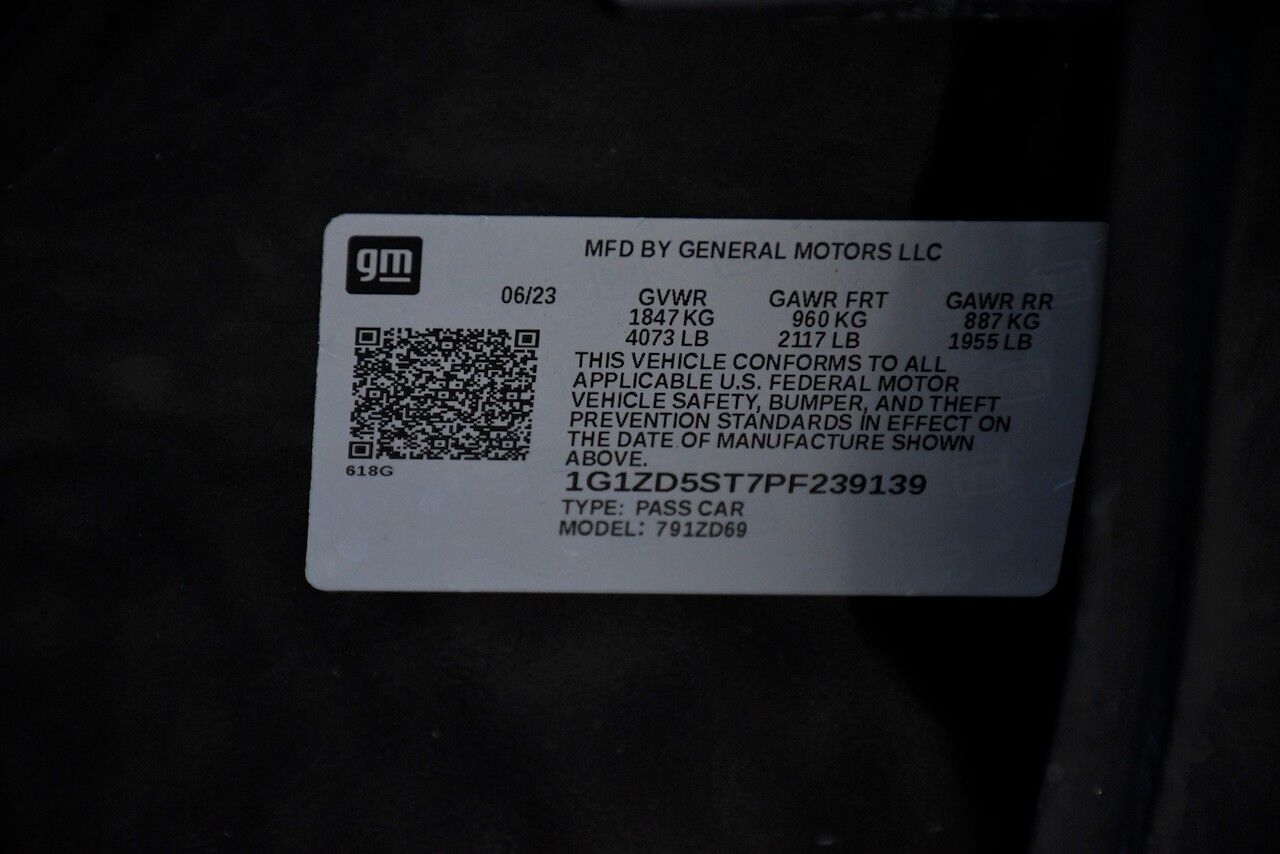 gm
MFD BY GENERAL MOTORS LLC
06/23 GVWR GAWR FRT GAWR RR
1847 KG 960 KG 887 KG
4073 LB 2117 LB 1955 LB
THIS VEHICLE CONFORMS TO ALL
APPLICABLE U.S. FEDERAL MOTOR
VEHICLE SAFETY, BUMPER, AND THEFT
PREVENTION STANDARDS IN EFFECT ON
THE DATE OF MANUFACTURE SHOWN
ABOVE.
618G
1G1ZD5ST7PF239139
TYPE: PASS CAR
MODEL: 791ZD69